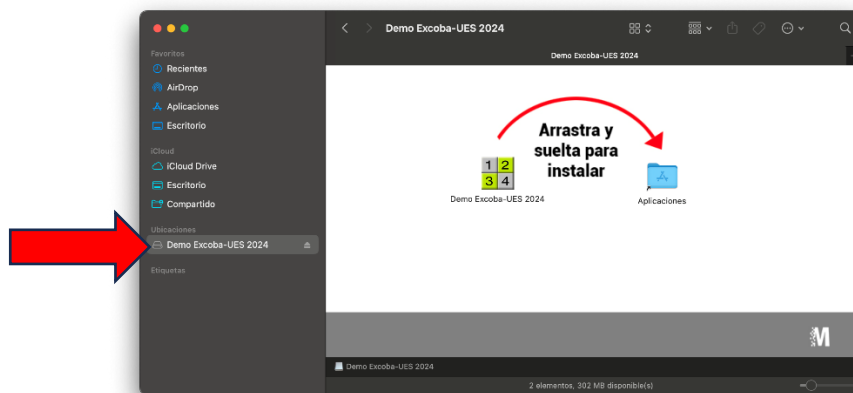 Demo Excoba-UES 2024
Favoritos
Recientes
AirDrop
Aplicaciones
Escritorio
iCloud
iCloud Drive
Escritorio
Compartido
Ubicaciones
Demo Excoba-UES 2024
Etiquetas
Demo Excoba-UES 2024
Arrastra y
suelta para
instalar
1 2
3 4
Demo Excoba-UES 2024
Aplicaciones
M
Demo Excoba-UES 2024
2 elementos, 302 MB disponible(s)